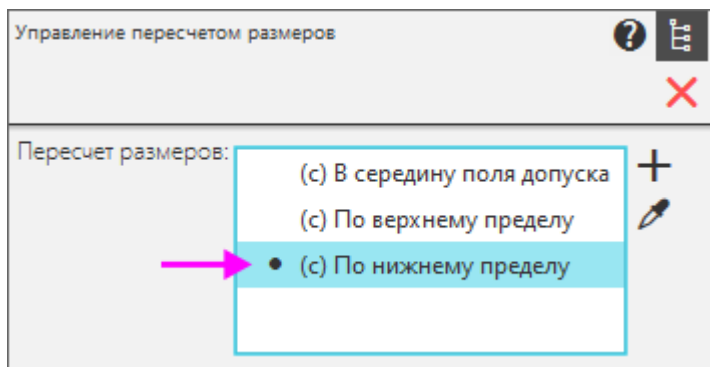 Управление пересчетом размеров
Пересчет размеров:
(с) В середину поля допуска
(с) По верхнему пределу
(с) По нижнему пределу